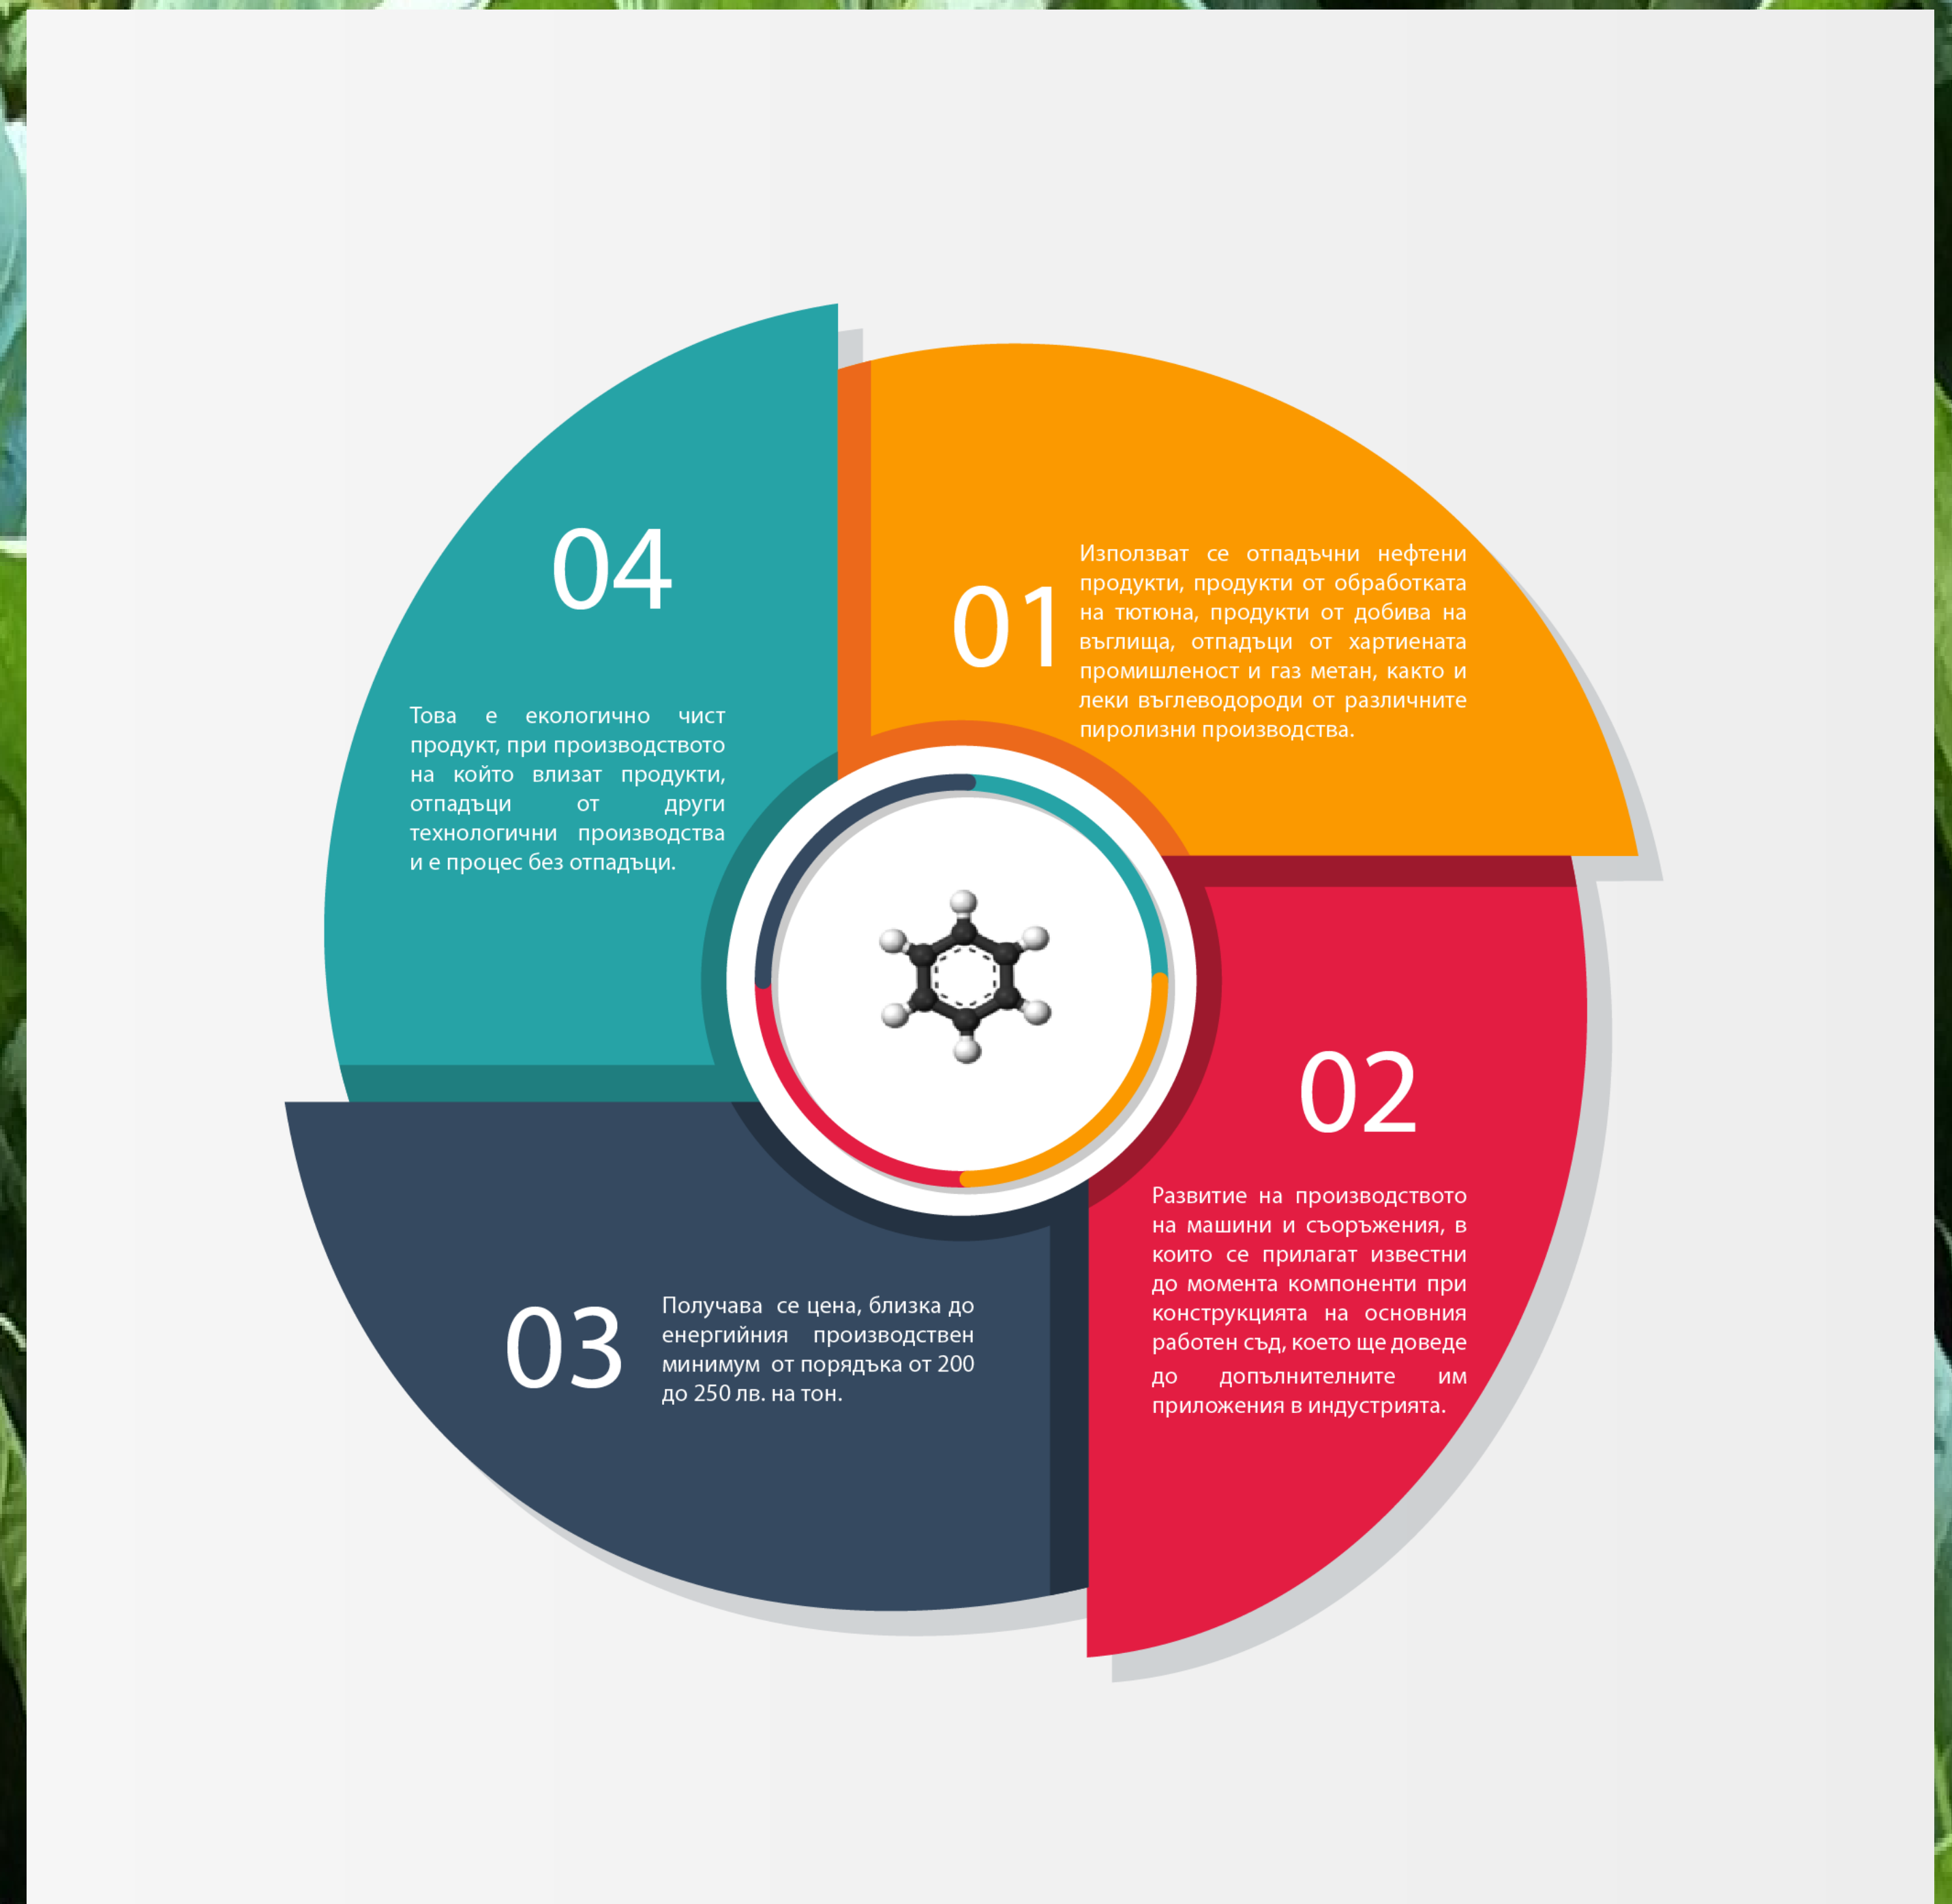 01
Използват се отпадъчни нефтени
продукти, продукти от обработката
на тютюна, продукти от добива на
въглища, отпадъци от хартиената
промишленост и газ метан, както и
леки въглеводороди от различните
пиролизни производства.
02
Развитие на производството
на машини и съоръжения, в
които се прилагат известни
до момента компоненти при
конструкцията на основния
работен съд, което ще доведе
до допълнителните им
приложения в индустрията.
03
Получава се цена, близка до
енергийния производствен
минимум от порядъка от 200
до 250 лв. на тон.
04
Това е екологично чист
продукт, при производството
на който влизат продукти,
отпадъци от други
технологични производства
и е процес без отпадъци.